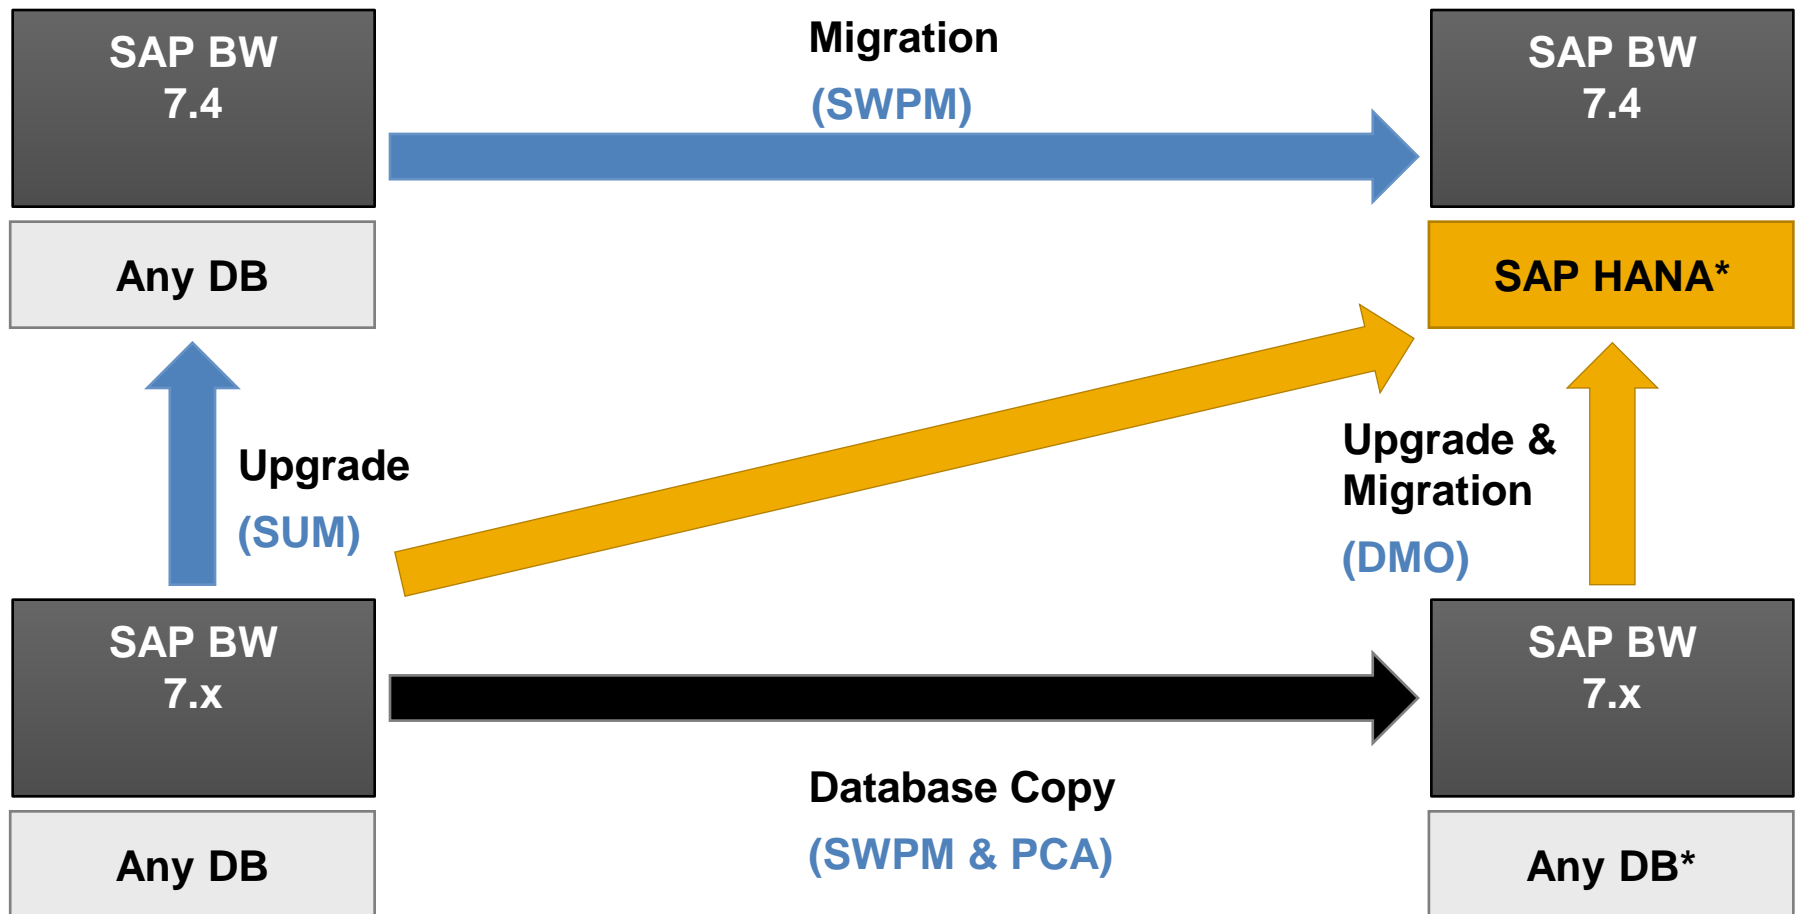 SAP BW
7.4
Any DB
Migration
(SWPM)
SAP BW
7.4
SAP HANA*
Upgrade
(SUM)
Upgrade &
Migration
(DMO)
SAP BW
7.x
Any DB
Database Copy
(SWPM & PCA)
SAP BW
7.x
Any DB*